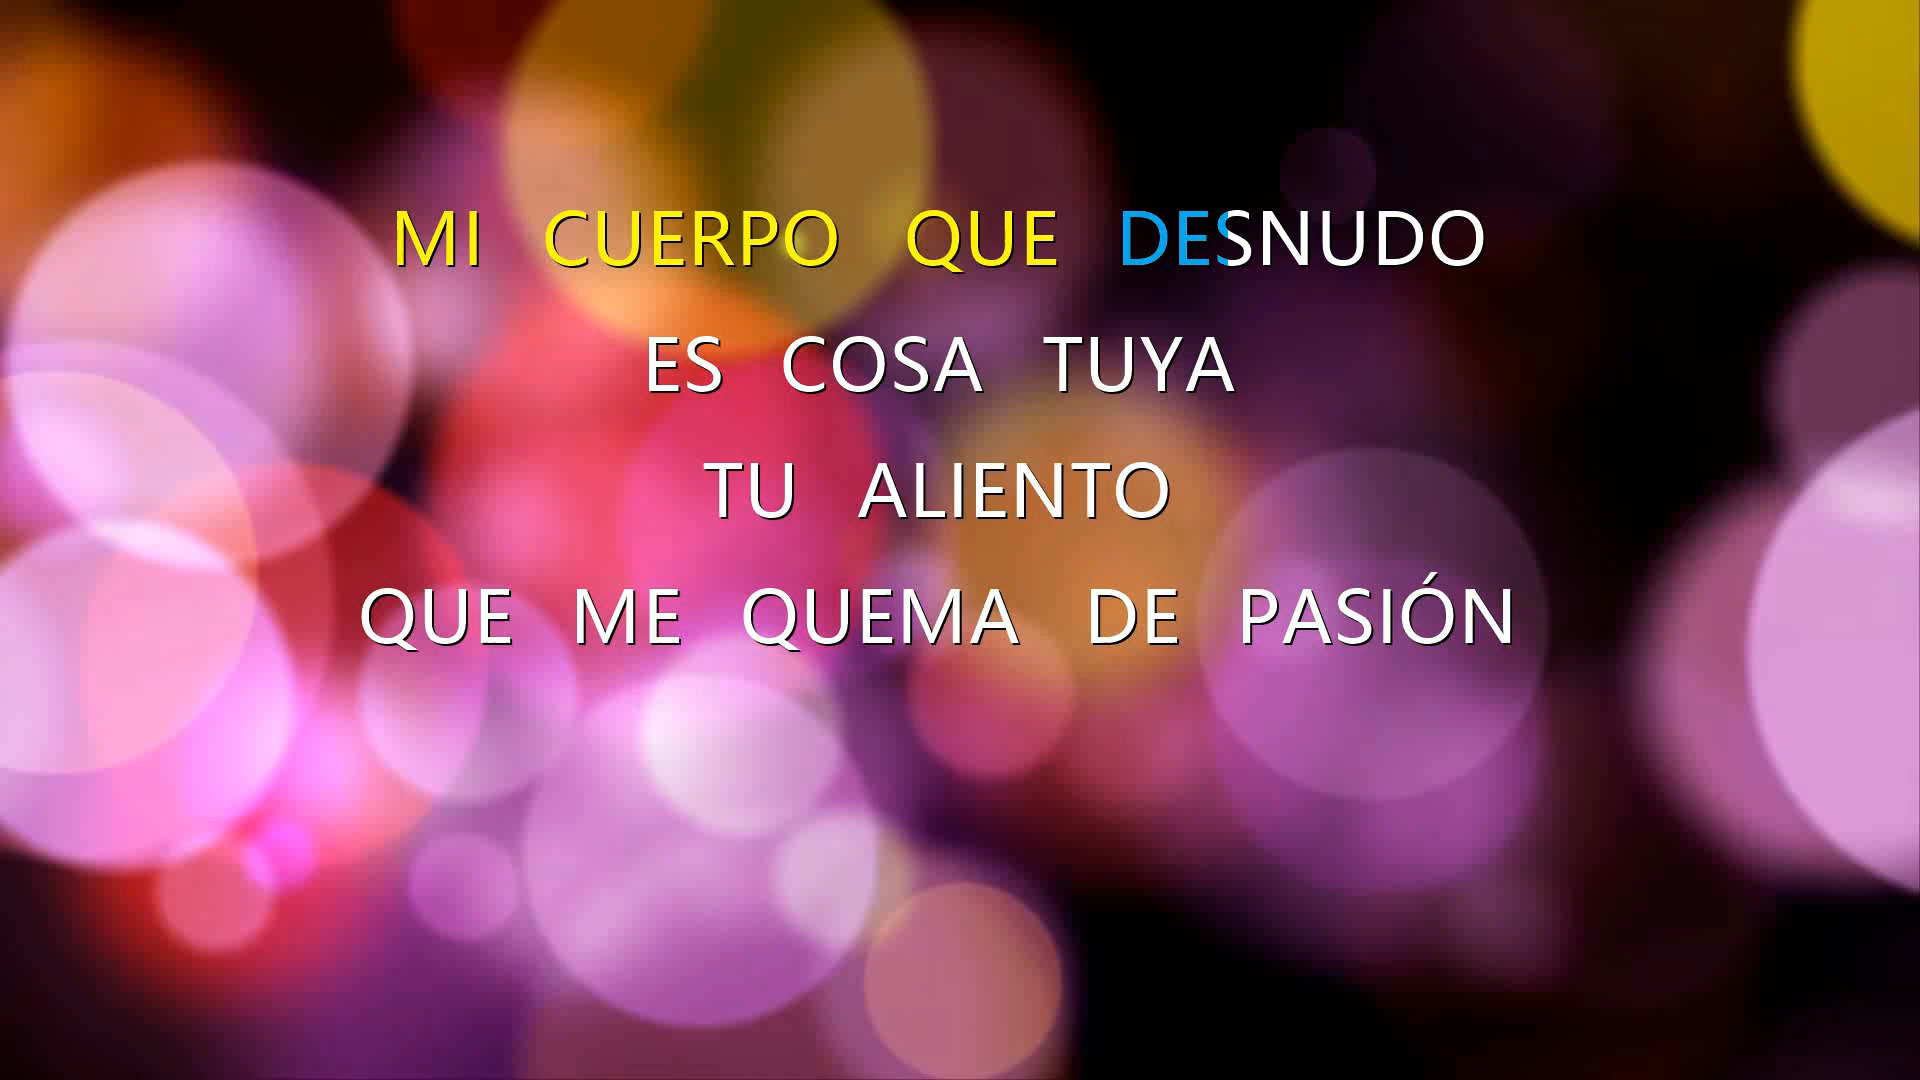 MI CUERPO QUE DESNUDO
ES COSA TUYA
TU ALIENTO
QUE ME QUEMA DE PASIÓN